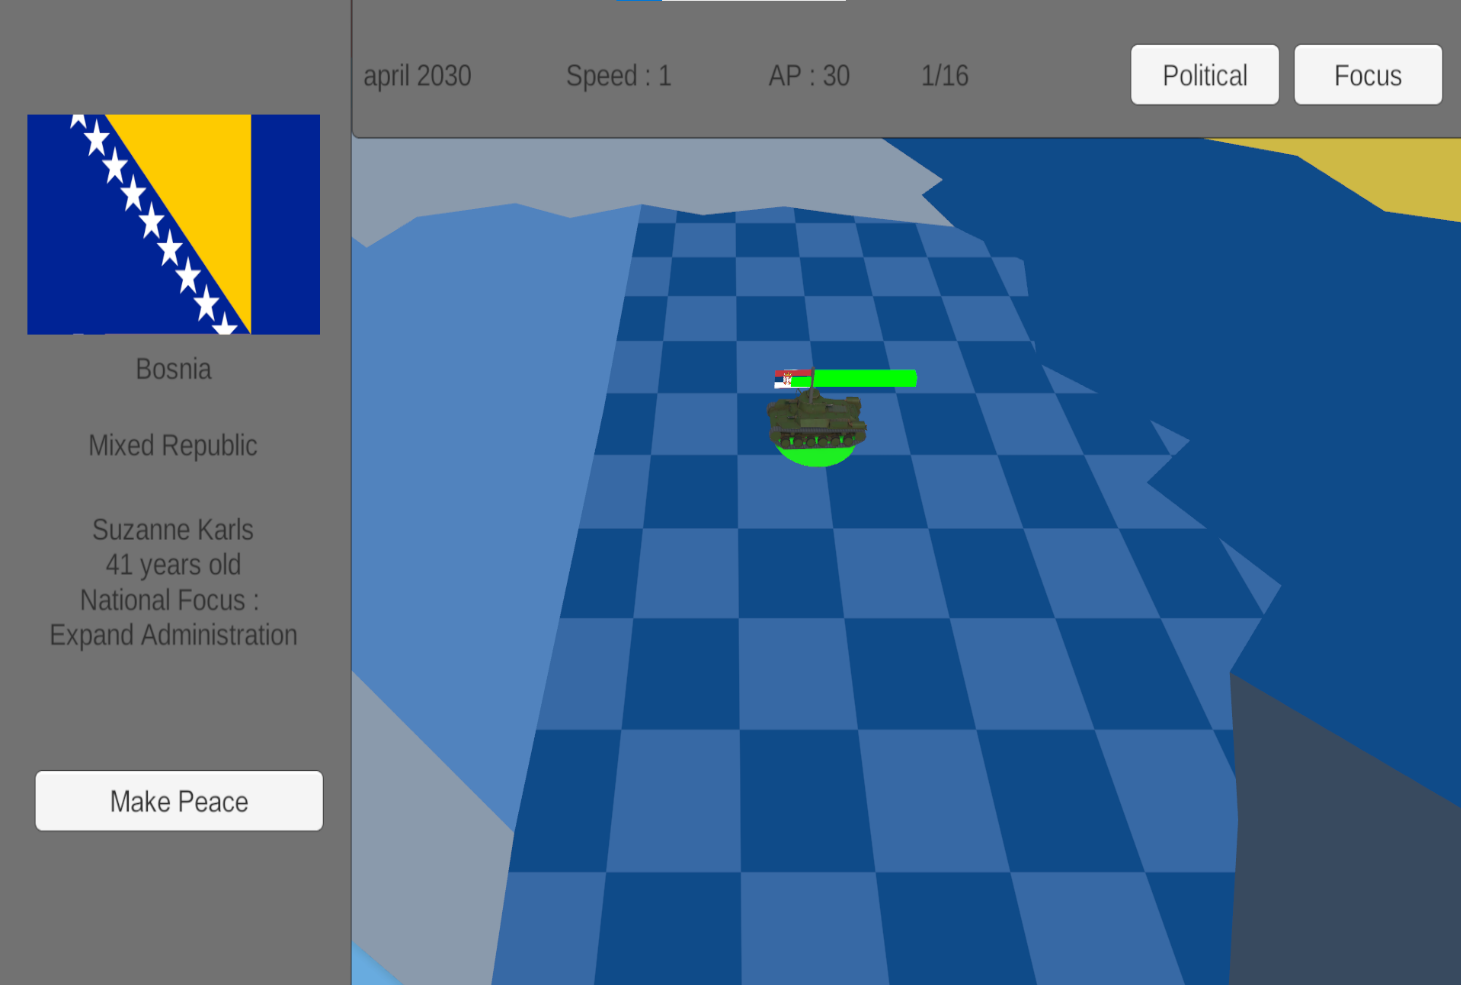 april 2030
Speed : 1
AP : 30
1/16
Political
Focus
Bosnia
Mixed Republic
Suzanne Karls
41 years old
National Focus :
Expand Administration
Make Peace